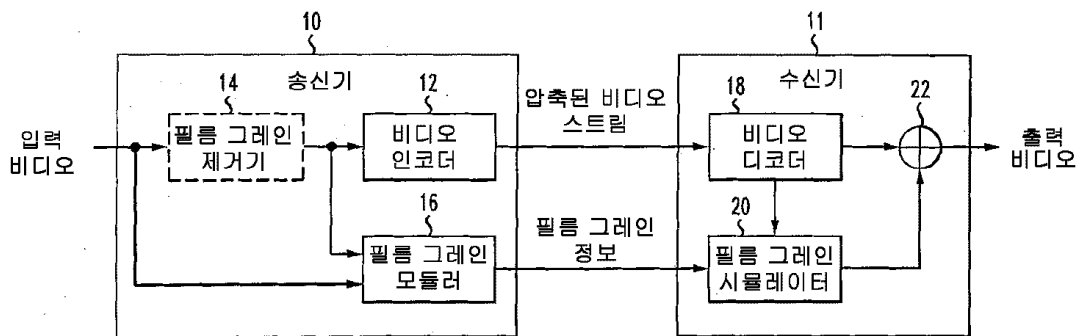 10
11
송신기
수신기
14
12
18
22
필름 그레인
제거기
비디오
인코더
압축된 비디오
스트림
비디오
디코더
입력
비디오
출력
비디오
16
20
필름 그레인
모듈러
필름 그레인
정보
필름 그레인
시뮬레이터